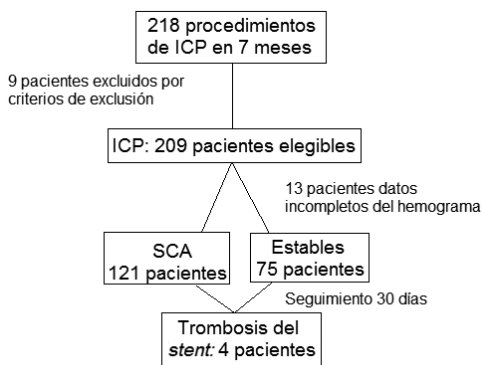 218 procedimientos
de ICP en 7 meses
9 pacientes excluidos por
criterios de exclusión
ICP: 209 pacientes elegibles
13 pacientes datos
incompletos del hemograma
SCA
121 pacientes
Estables
75 pacientes
Seguimiento 30 días
Trombosis del
stent: 4 pacientes